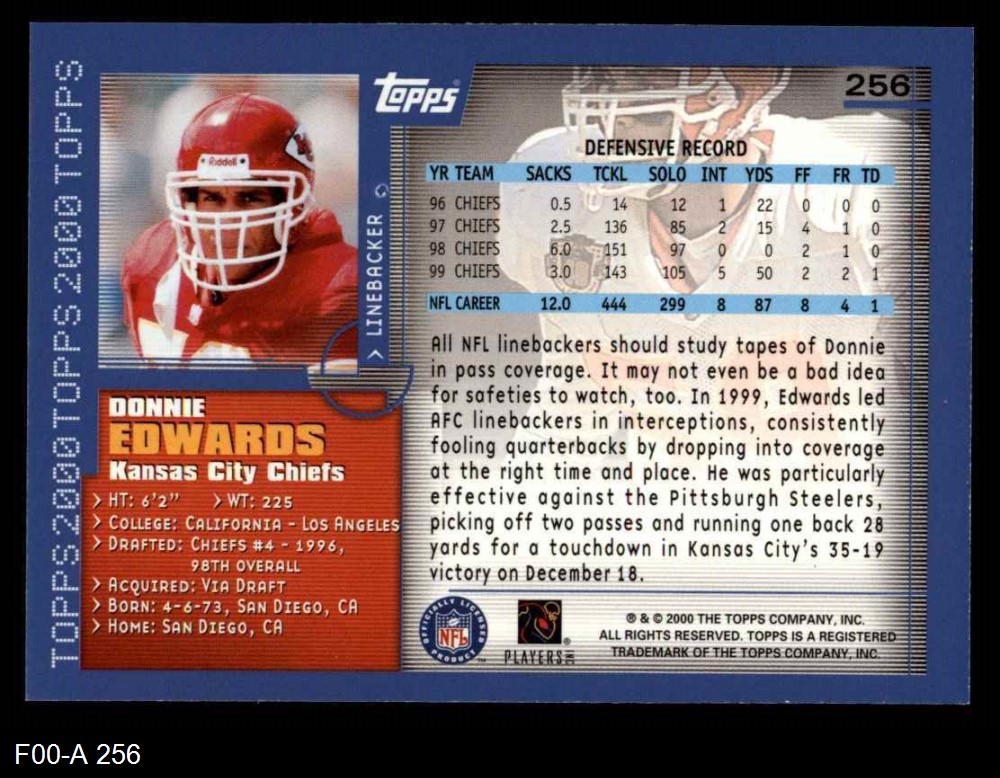 TOPPS 2000 TOPPS 2000 TOPPS 2000 TOPPS
Riddell
TOPPS
> LINEBACKER
256
DEFENSIVE RECORD
YR TEAM SACKS TCKL SOLO INT YDS FF FR TD
96 CHIEFS 0.5 14 12 1 22 0 0 0
97 CHIEFS 2.5 136 85 2 15 4 1 0
98 CHIEFS 6.0 151 97 0 0 2 1 0
99 CHIEFS 3.0 143 105 5 50 2 2 1
NFL CAREER 12.0 444 299 8 87 8 4 1
All NFL linebackers should study tapes of Donnie
in pass coverage. It may not even be a bad idea
for safeties to watch, too. In 1999, Edwards led
AFC linebackers in interceptions, consistently
fooling quarterbacks by dropping into coverage
at the right time and place. He was particularly
effective against the Pittsburgh Steelers,
picking off two passes and running one back 28
yards for a touchdown in Kansas City's 35-19
victory on December 18.
DONNIE
EDWARDS
Kansas City Chiefs
> HT: 6'2" > WT: 225
> COLLEGE: CALIFORNIA - LOS ANGELES
> DRAFTED: CHIEFS #4 - 1996,
98TH OVERALL
> ACQUIRED: VIA DRAFT
> BORN: 4-6-73, SAN DIEGO, CA
> HOME: SAN DIEGO, CA
OFFICIALLY LICENSED
NFL
PRODUCT
PLAYERS INC
® & © 2000 THE TOPPS COMPANY, INC.
ALL RIGHTS RESERVED. TOPPS IS A REGISTERED
TRADEMARK OF THE TOPPS COMPANY, INC.
F00-A 256